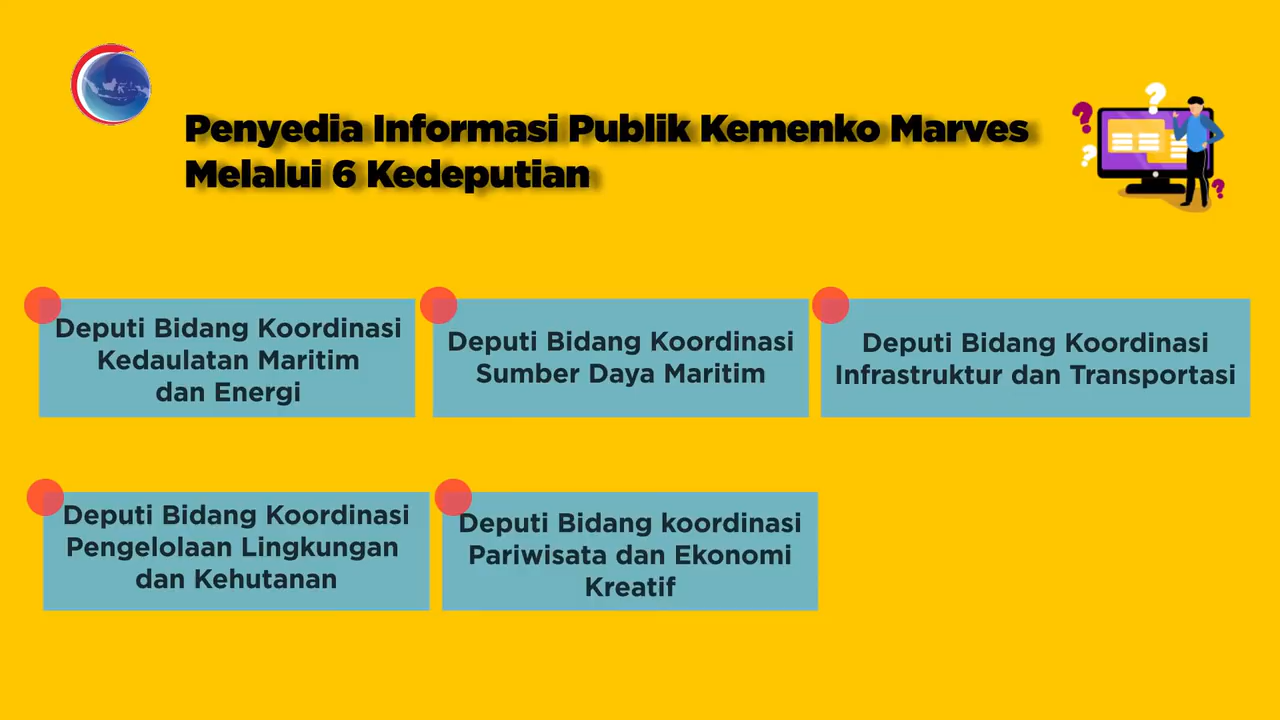 Penyedia Informasi Publik Kemenko Marves
Melalui 6 Kedeputian
Deputi Bidang Koordinasi
Kedaulatan Maritim
dan Energi
Deputi Bidang Koordinasi
Sumber Daya Maritim
Deputi Bidang Koordinasi
Infrastruktur dan Transportasi
Deputi Bidang Koordinasi
Pengelolaan Lingkungan
dan Kehutanan
Deputi Bidang koordinasi
Pariwisata dan Ekonomi
Kreatif